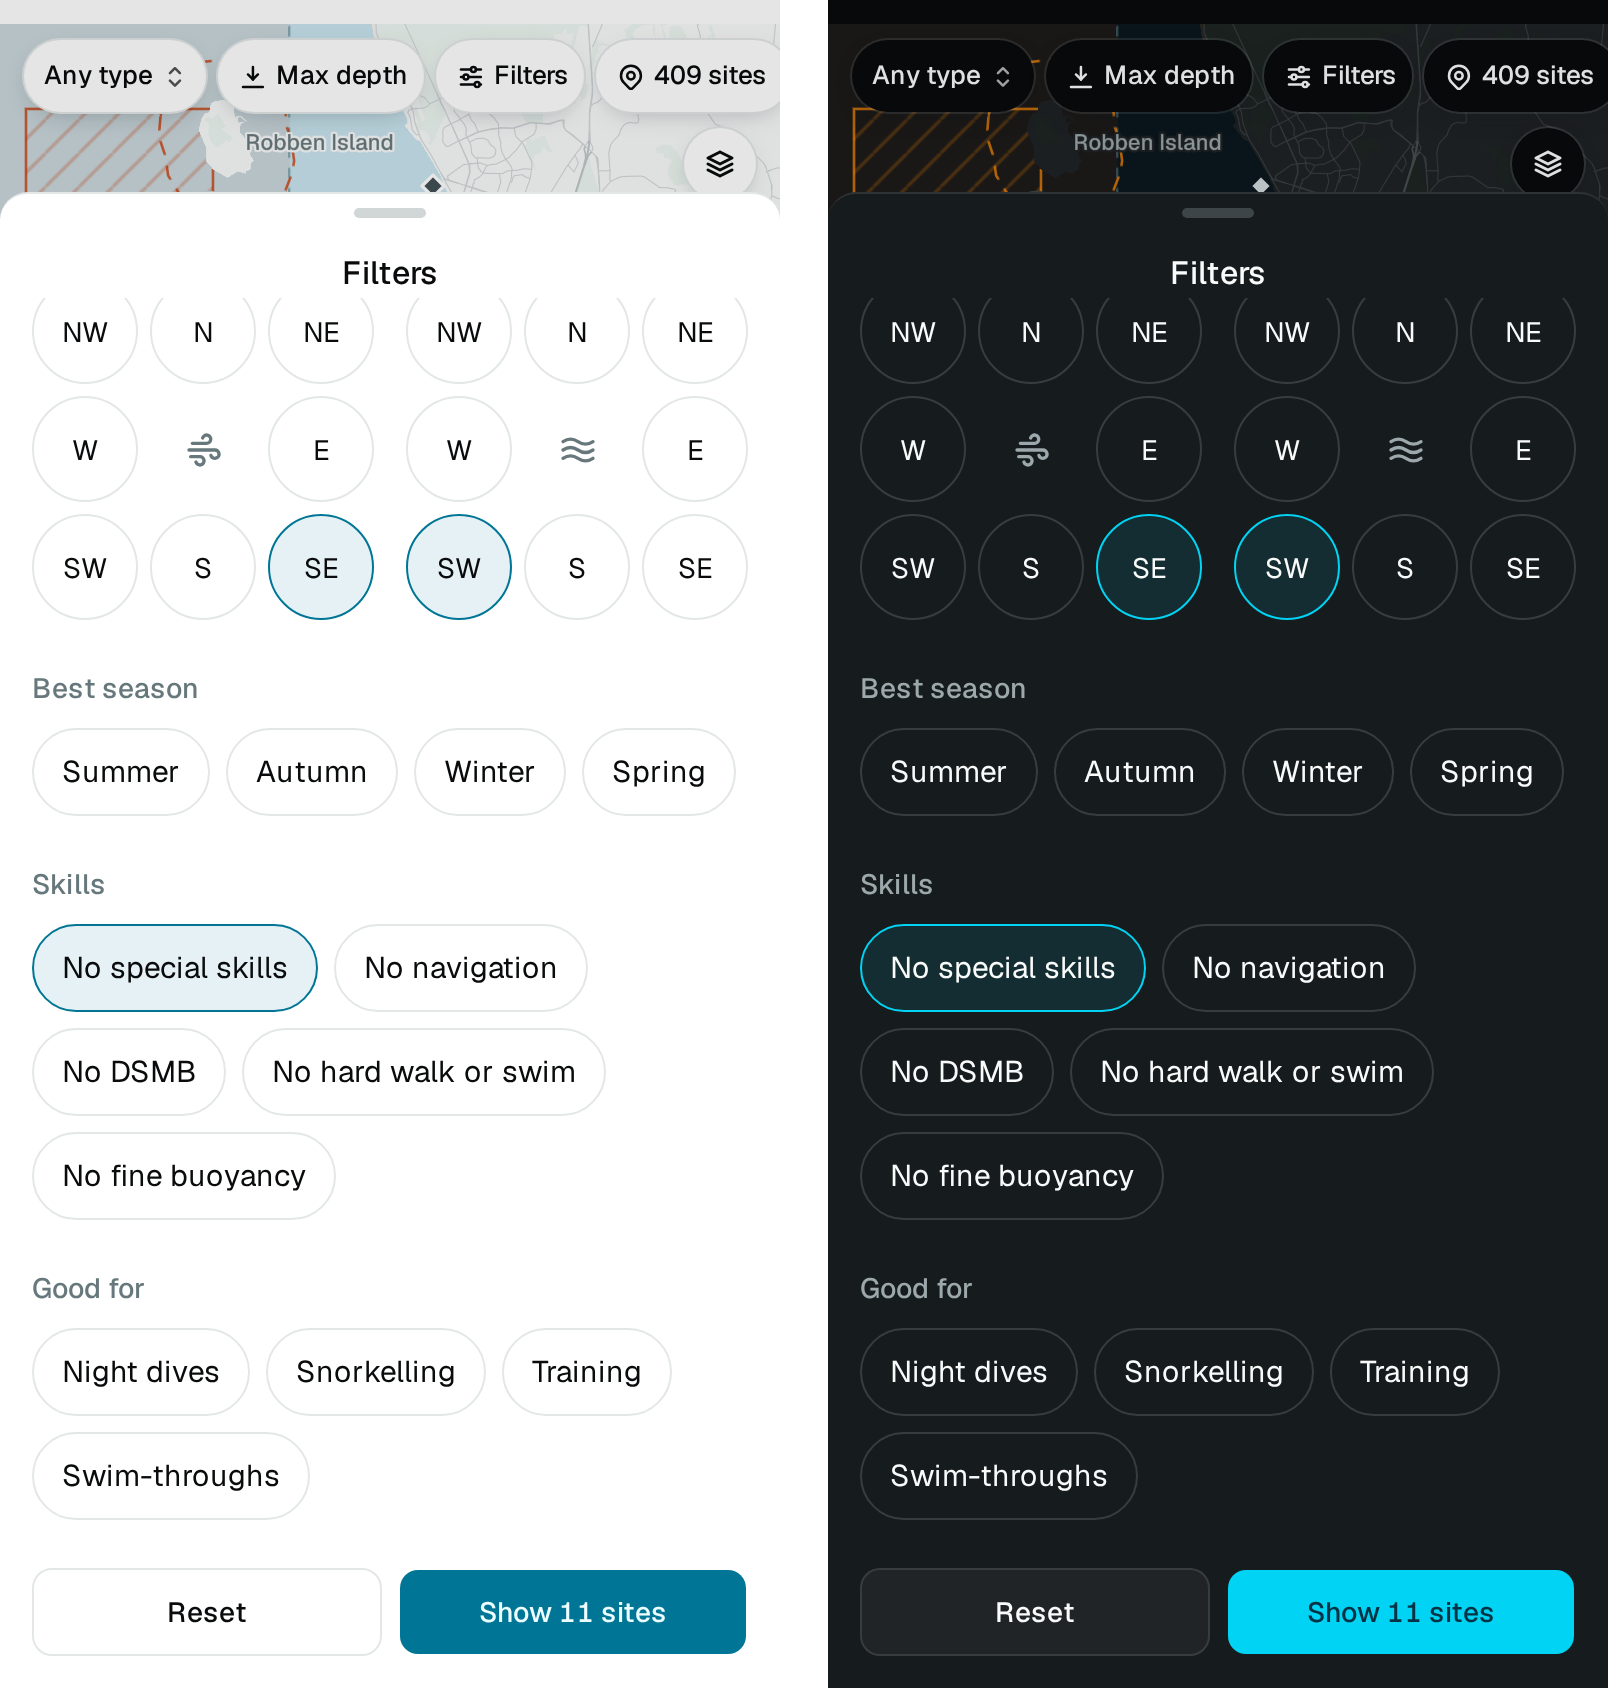 Any type
Max depth
Filters
409 sites
Robben Island
Filters
NW N NE NW N NE
W E W E
SW S SE SW S SE
Best season
Summer Autumn Winter Spring
Skills
No special skills No navigation
No DSMB No hard walk or swim
No fine buoyancy
Good for
Night dives Snorkelling Training
Swim-throughs
Reset Show 11 sites
Any type
Max depth
Filters
409 sites
Robben Island
Filters
NW N NE NW N NE
W E W E
SW S SE SW S SE
Best season
Summer Autumn Winter Spring
Skills
No special skills No navigation
No DSMB No hard walk or swim
No fine buoyancy
Good for
Night dives Snorkelling Training
Swim-throughs
Reset Show 11 sites